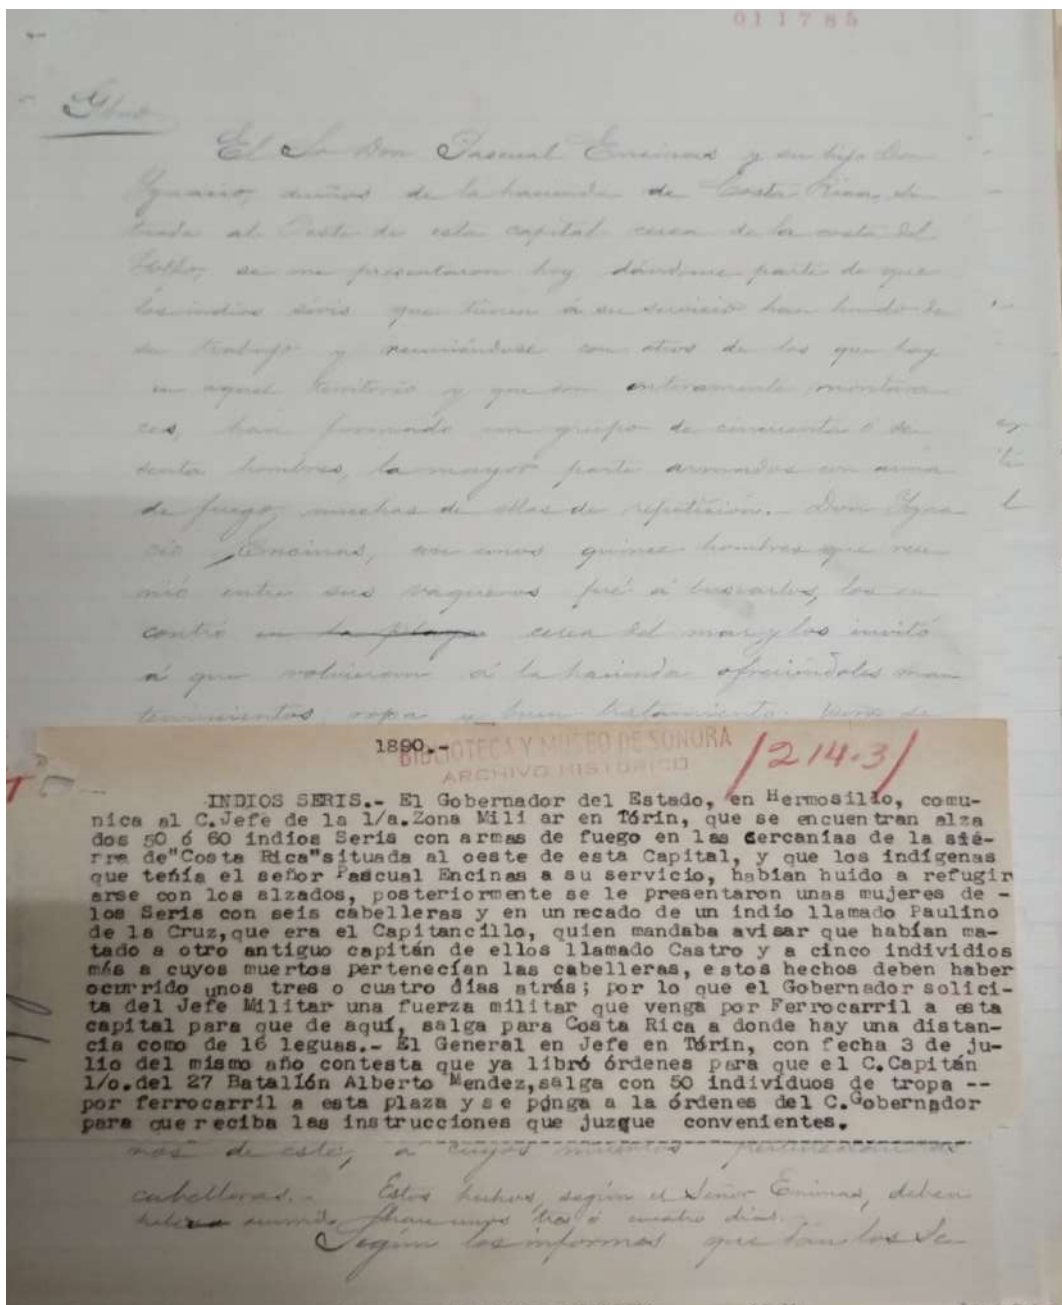 011785
El Sr Don Pascual Encinas y su hijo Don
Ygnacio, dueños de la hacienda de Costa Rica, si
tuada al Oeste de esta capital cerca de la costa del
Golfo, se me presentaron hoy dándome parte de que
los indios seris que tienen á su servicio han huido de
su trabajo y reuniéndose con otros de los que hay
en aquel territorio y que son enteramente montara
ces, han formado un grupo de cincuenta ó se
senta hombres, la mayor parte armados con arma
de fuego, muchas de ellas de repetición.- Don Ygna
cio Encinas, con unos quince hombres que reu
nió entre sus vaqueros fué á buscarlos, los en
contró en la playa cerca del mar, y los invitó
á que volvieran á la hacienda ofreciéndoles man
tenimientos, ropa y buen tratamiento.
1890.-
BIBLIOTECA Y MUSEO DE SONORA
ARCHIVO HISTORICO
/214.3/
INDIOS SERIS.- El Gobernador del Estado, en Hermosillo, comu-
nica al C.Jefe de la 1/a.Zona Mili ar en Tórin, que se encuentran alza
dos 50 ó 60 indios Seris con armas de fuego en las cercanías de la sié-
rra de"Costa Rica"situada al oeste de esta Capital, y que los indígenas
que teñía el señor Pascual Encinas a su servicio, habían huido a refugir
arse con los alzados, posteriormente se le presentaron unas mujeres de -
los Seris con seis cabelleras y en un recado de un indio llamado Paulino
de la Cruz,que era el Capitancillo, quien mandaba avisar que habían ma-
tado a otro antiguo capitán de ellos llamado Castro y a cinco individios
más a cuyos muertos pertenecían las cabelleras, estos hechos deben haber
ocurrido unos tres o cuatro días atrás; por lo que el Gobernador solici-
ta del Jefe Militar una fuerza militar que venga por Ferrocarril a esta
capital para que de aquí, salga para Costa Rica a donde hay una distan-
cia como de 16 leguas.- El General en Jefe en Tórin, con fecha 3 de ju-
lio del mismo año contesta que ya libró órdenes para que el C.Capitán
1/o.del 27 Batallón Alberto Mendez,salga con 50 individuos de tropa --
por ferrocarril a esta plaza y se pónga a la órdenes del C.Gobernador
para que reciba las instrucciones que juzque convenientes.
más de este, a cuyos muertos pertenecían las
cabelleras.- Estos hechos, según el Señor Encinas, deben
haber ocurrido hace unos tres ó cuatro dias.
Según los informes que dan los Se